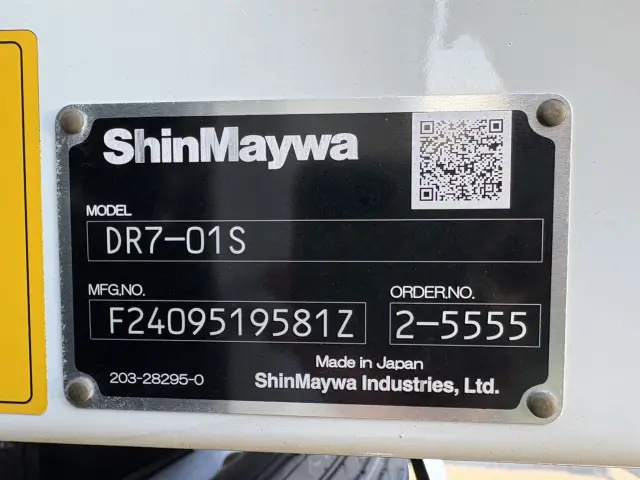 ShinMaywa
MODEL
DR7-01S
MFG.NO.
F2409519581Z
ORDER.NO.
2-5555
203-28295-0
Made in Japan
ShinMaywa Industries, Ltd.